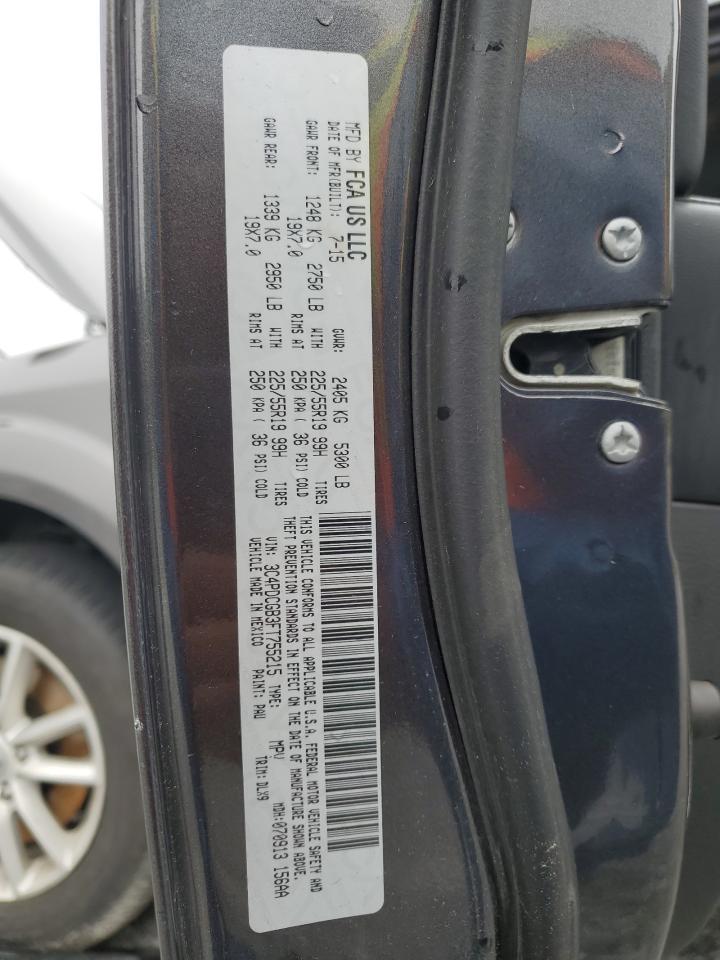 MFD BY FCA US LLC
DATE OF MFR(BUILT): 7-15 GVWR: 2405 KG 5300 LB
GAWR FRONT: 1248 KG 2750 LB WITH 225/55R19 99H TIRES
19X7.0 RIMS AT 250 KPA ( 36 PSI) COLD
GAWR REAR: 1339 KG 2950 LB WITH 225/55R19 99H TIRES
19X7.0 RIMS AT 250 KPA ( 36 PSI) COLD
THIS VEHICLE CONFORMS TO ALL APPLICABLE U.S.A. FEDERAL MOTOR VEHICLE SAFETY AND
THEFT PREVENTION STANDARDS IN EFFECT ON THE DATE OF MANUFACTURE SHOWN ABOVE.
VIN: 3C4PDCGB3FT755215 TYPE: MPV MDH:070913 156AA
VEHICLE MADE IN MEXICO PAINT: PAU TRIM: DLX9